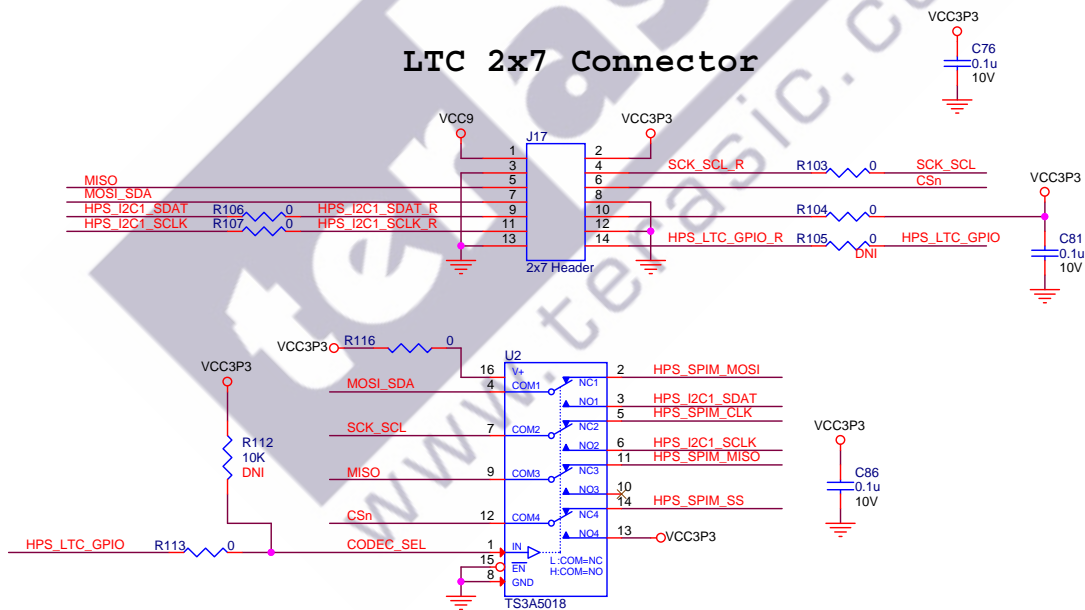 LTC 2x7 Connector
VCC3P3
C76
0.1u
10V
VCC9
VCC3P3
J17
1 2
3 4 SCK_SCL_R R103 0 SCK_SCL
MISO 5 6 CSn
MOSI_SDA 7 8
HPS_I2C1_SDAT R106 0 HPS_I2C1_SDAT_R 9 10 R104 0
HPS_I2C1_SCLK R107 0 HPS_I2C1_SCLK_R 11 12
13 14 HPS_LTC_GPIO_R R105 0 HPS_LTC_GPIO
DNI
2x7 Header
VCC3P3
C81
0.1u
10V
VCC3P3 R116 0
U2
16 V+
MOSI_SDA 4 COM1 NC1 2 HPS_SPIM_MOSI
NO1 3 HPS_I2C1_SDAT
SCK_SCL 7 COM2 NC2 5 HPS_SPIM_CLK
NO2 6 HPS_I2C1_SCLK
MISO 9 COM3 NC3 11 HPS_SPIM_MISO
NO3 10
CSn 12 COM4 NC4 14 HPS_SPIM_SS
NO4 13 VCC3P3
VCC3P3
R112
10K
DNI
HPS_LTC_GPIO R113 0 CODEC_SEL 1 IN
15 EN
8 GND
L:COM=NC
H:COM=NO
TS3A5018
VCC3P3
C86
0.1u
10V
terasic
www.terasic.c